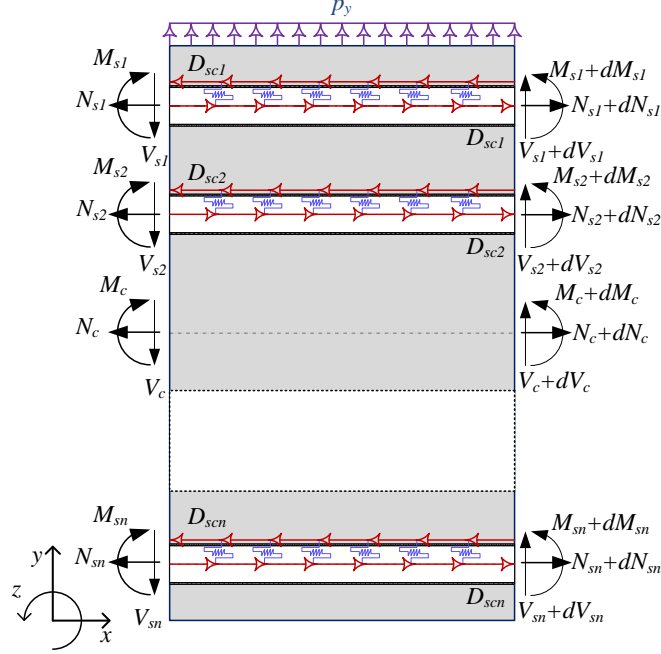 p_y
D_sc1
M_s1
M_s1+dM_s1
N_s1
N_s1+dN_s1
D_sc1
V_s1
V_s1+dV_s1
D_sc2
M_s2
M_s2+dM_s2
N_s2
N_s2+dN_s2
D_sc2
V_s2
V_s2+dV_s2
M_c
M_c+dM_c
N_c
N_c+dN_c
V_c
V_c+dV_c
D_scn
M_sn
M_sn+dM_sn
N_sn
N_sn+dN_sn
D_scn
V_sn
V_sn+dV_sn
y
z
x